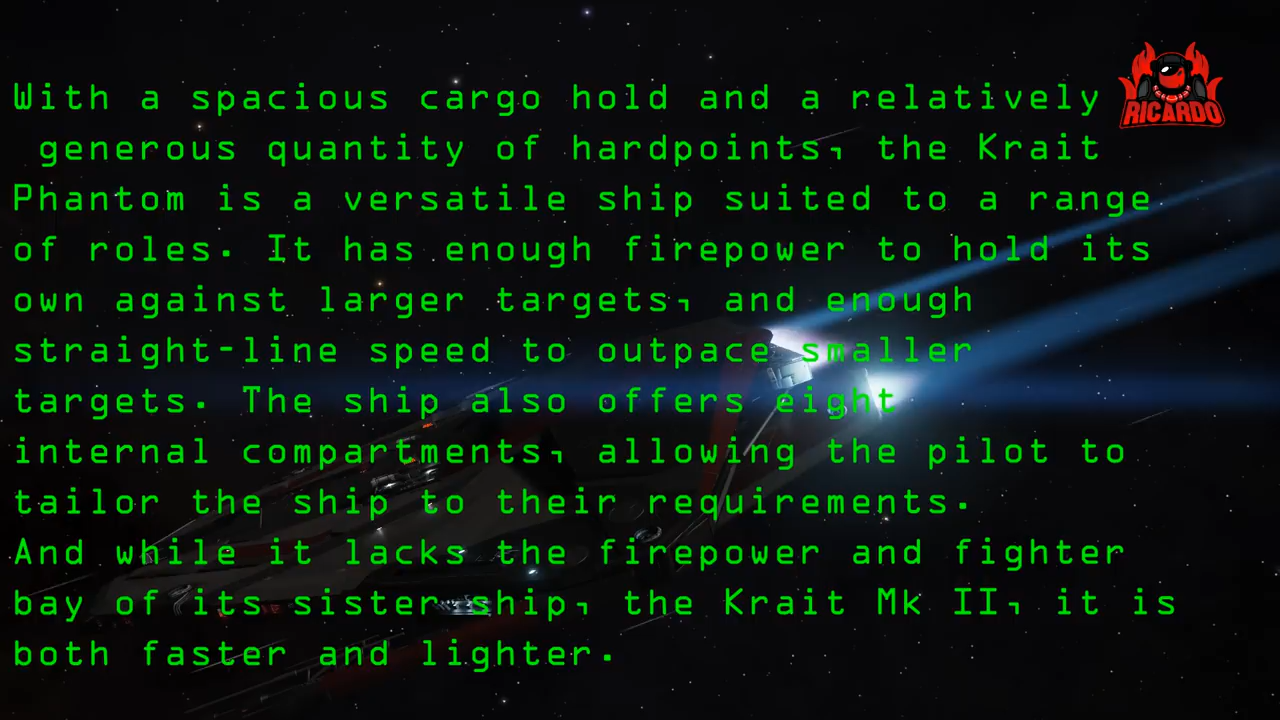 With a spacious cargo hold and a relatively
generous quantity of hardpoints, the Krait
Phantom is a versatile ship suited to a range
of roles. It has enough firepower to hold its
own against larger targets, and enough
straight-line speed to outpace smaller
targets. The ship also offers eight
internal compartments, allowing the pilot to
tailor the ship to their requirements.
And while it lacks the firepower and fighter
bay of its sister ship, the Krait Mk II, it is
both faster and lighter.
RICARDO